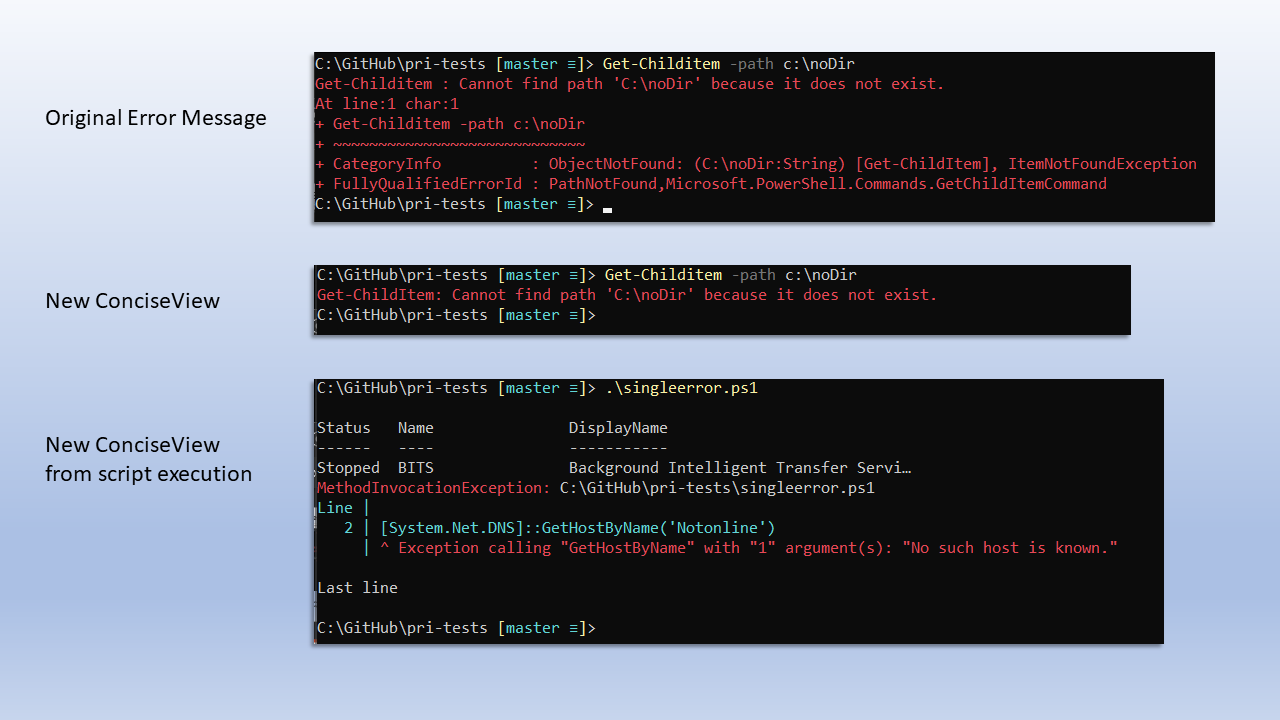 Original Error Message
C:\GitHub\pri-tests [master ≡]> Get-Childitem -path c:\noDir
Get-Childitem : Cannot find path 'C:\noDir' because it does not exist.
At line:1 char:1
+ Get-Childitem -path c:\noDir
+ ~~~~~~~~~~~~~~~~~~~~~~~~~~~~
+ CategoryInfo          : ObjectNotFound: (C:\noDir:String) [Get-ChildItem], ItemNotFoundException
+ FullyQualifiedErrorId : PathNotFound,Microsoft.PowerShell.Commands.GetChildItemCommand
C:\GitHub\pri-tests [master ≡]>
New ConciseView
C:\GitHub\pri-tests [master ≡]> Get-Childitem -path c:\noDir
Get-ChildItem: Cannot find path 'C:\noDir' because it does not exist.
C:\GitHub\pri-tests [master ≡]>
New ConciseView
from script execution
C:\GitHub\pri-tests [master ≡]> .\singleerror.ps1
Status   Name               DisplayName
------   ----               -----------
Stopped  BITS               Background Intelligent Transfer Servi…
MethodInvocationException: C:\GitHub\pri-tests\singleerror.ps1
Line |
   2 | [System.Net.DNS]::GetHostByName('Notonline')
     | ^ Exception calling "GetHostByName" with "1" argument(s): "No such host is known."
Last line
C:\GitHub\pri-tests [master ≡]>